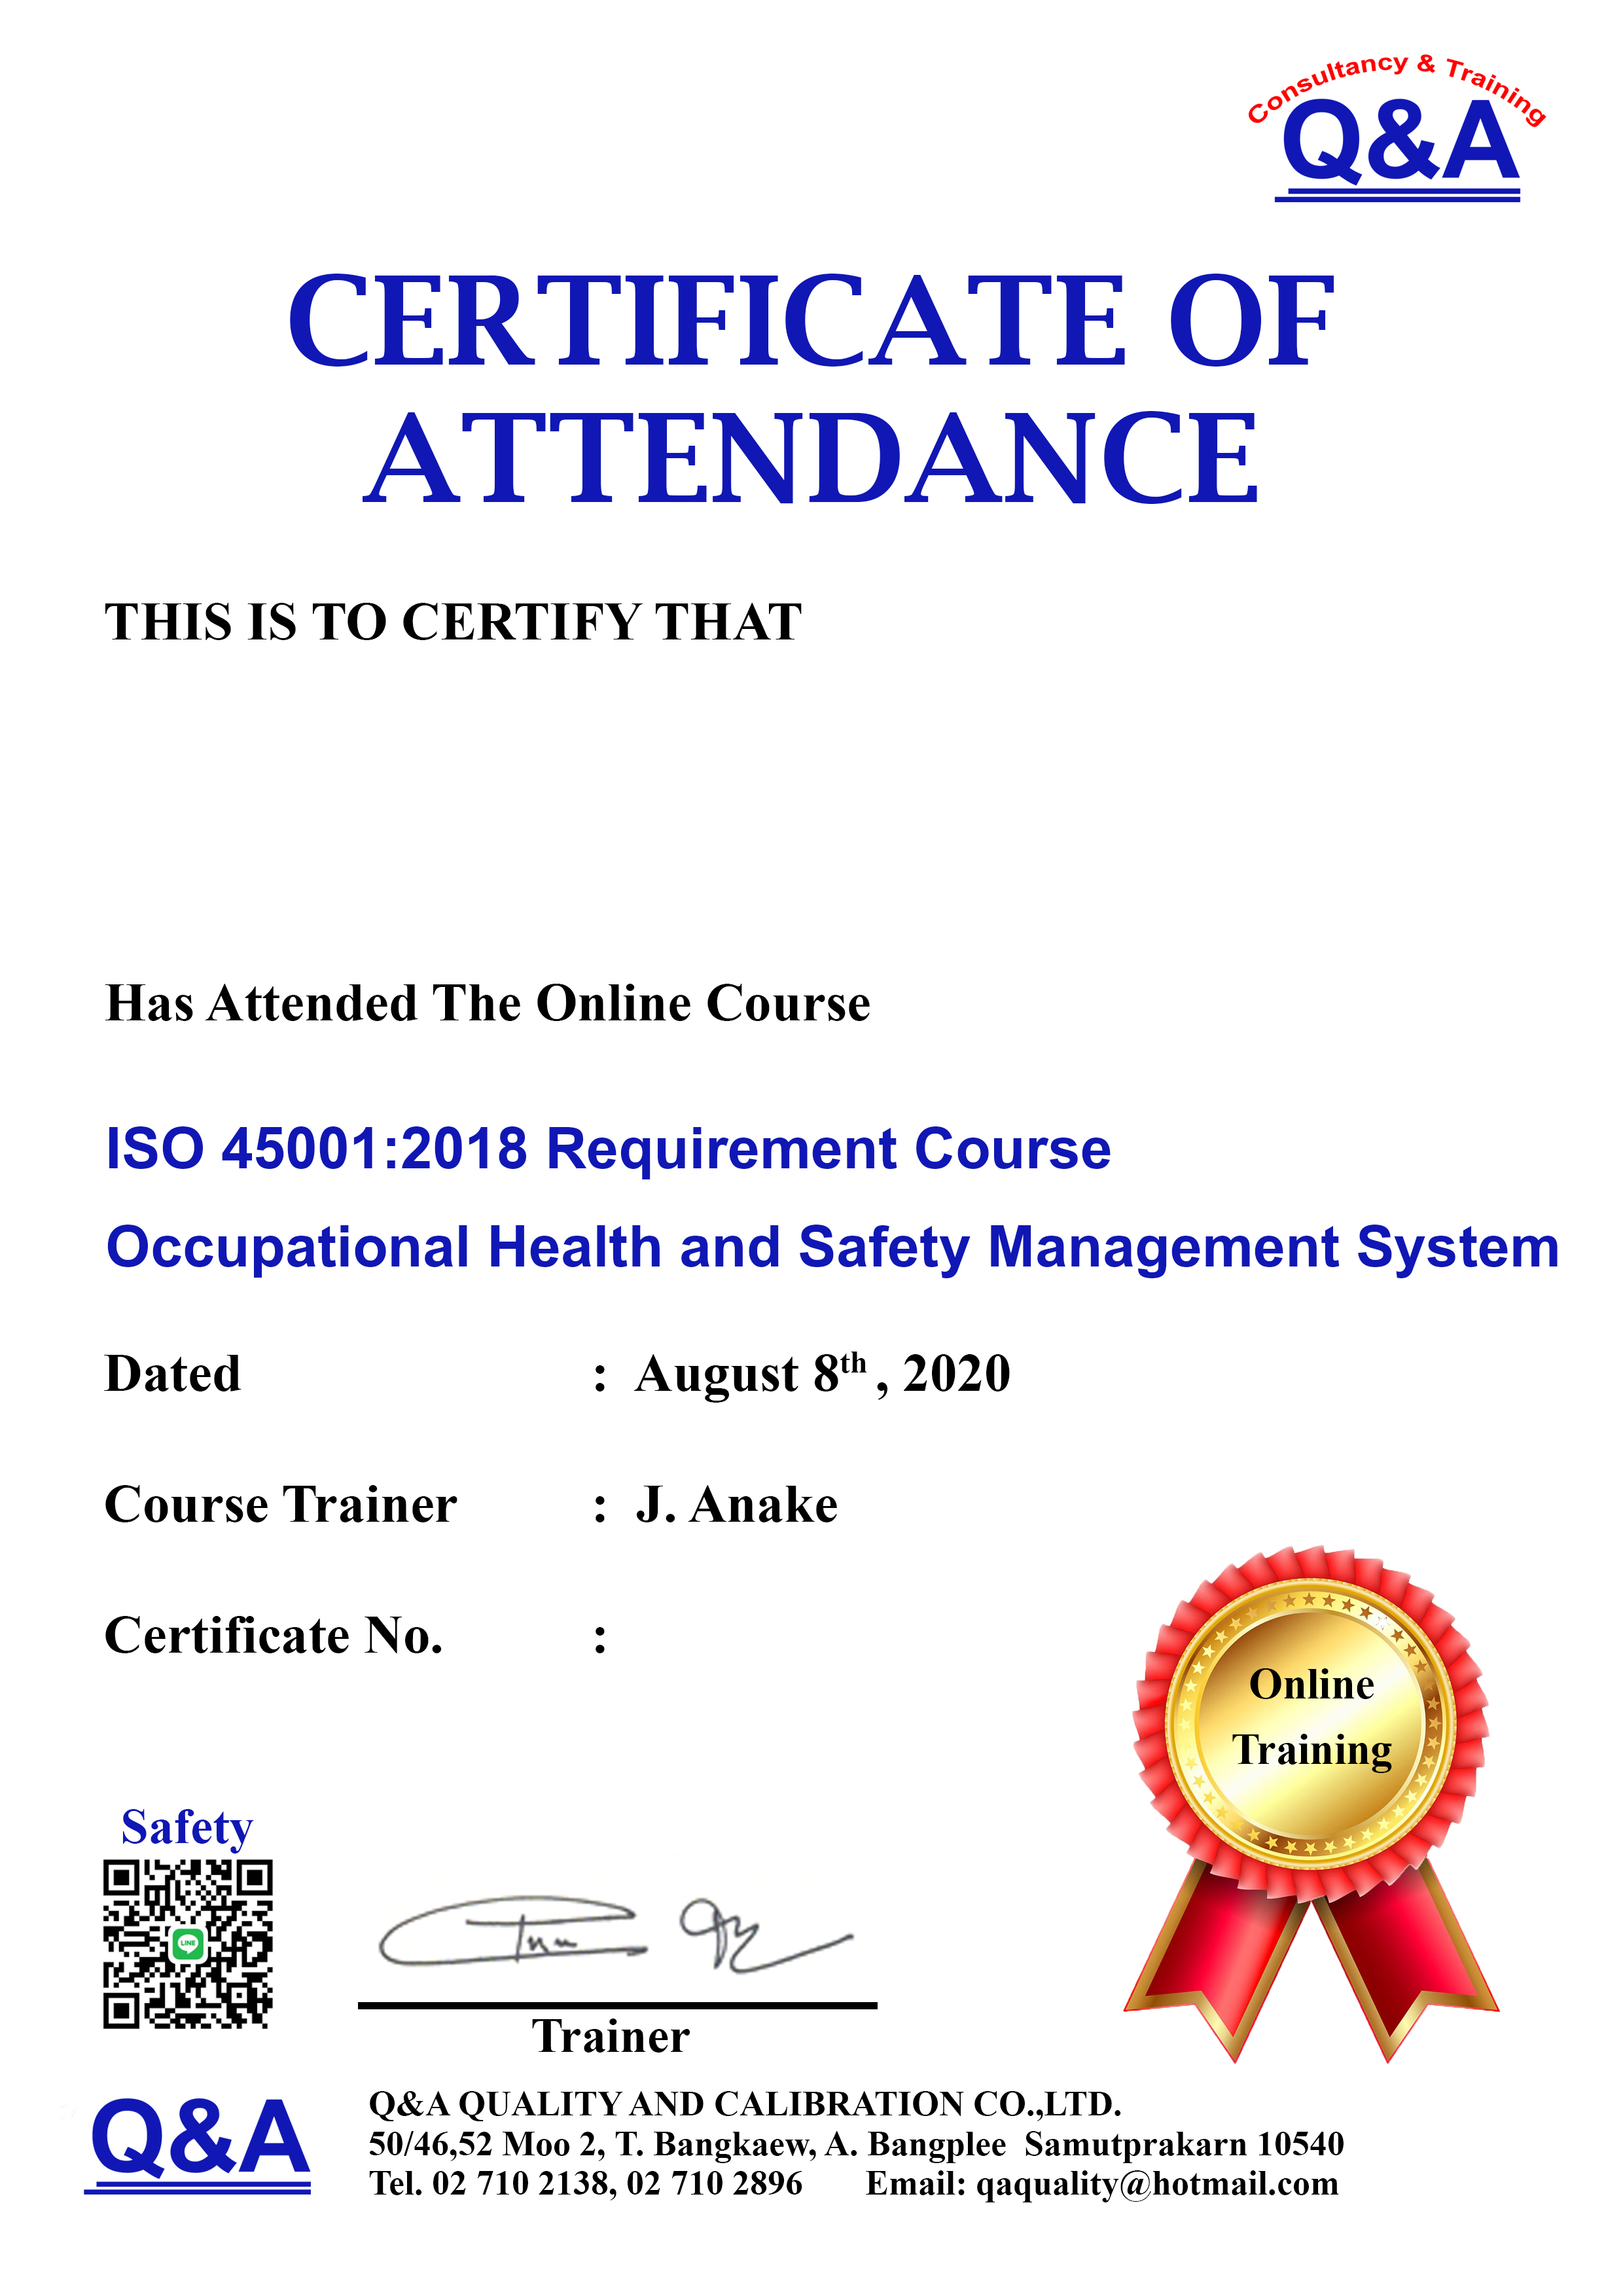 Consultancy & Training
Q&A
CERTIFICATE OF
ATTENDANCE
THIS IS TO CERTIFY THAT
Has Attended The Online Course
ISO 45001:2018 Requirement Course
Occupational Health and Safety Management System
Dated : August 8th , 2020
Course Trainer : J. Anake
Certificate No. :
Online
Training
Safety
LINE
Trainer
Q&A
Q&A QUALITY AND CALIBRATION CO.,LTD.
50/46,52 Moo 2, T. Bangkaew, A. Bangplee Samutprakarn 10540
Tel. 02 710 2138, 02 710 2896 Email: qaquality@hotmail.com